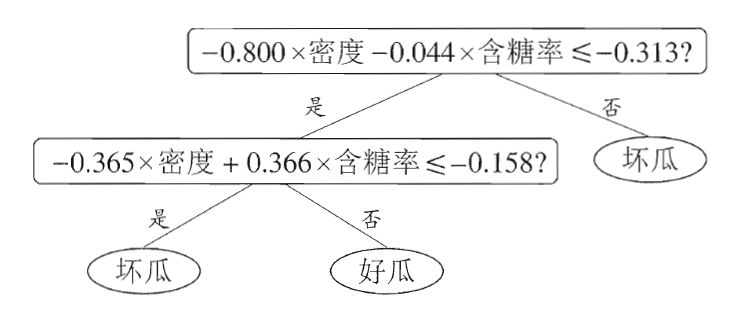 -0.800×密度-0.044×含糖率≤-0.313?
是
否
-0.365×密度+0.366×含糖率≤-0.158?
坏瓜
是
否
坏瓜
好瓜